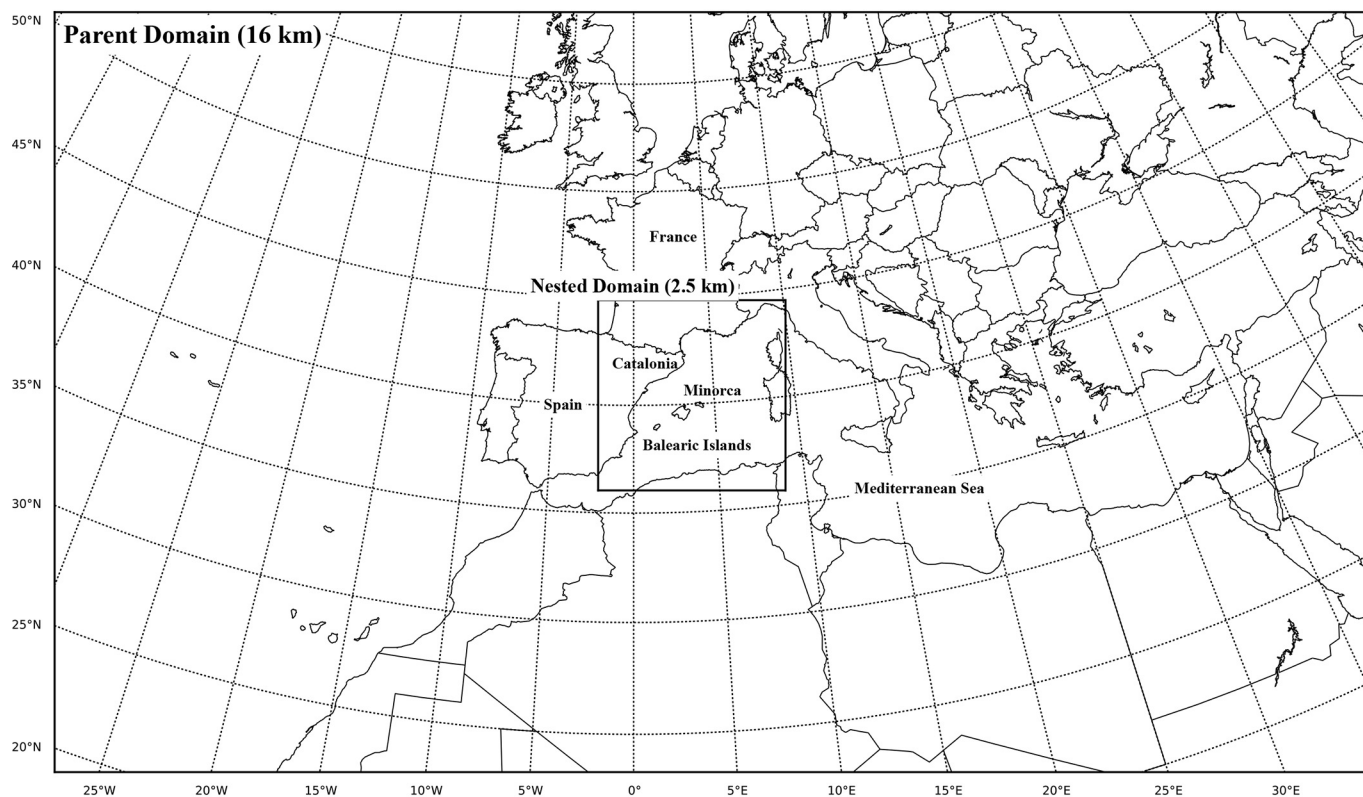 50°N
Parent Domain (16 km)
45°N
France
40°N
Nested Domain (2.5 km)
Catalonia
35°N
Minorca
Spain
Balearic Islands
30°N
Mediterranean Sea
25°N
20°N
25°W 20°W 15°W 10°W 5°W 0° 5°E 10°E 15°E 20°E 25°E 30°E